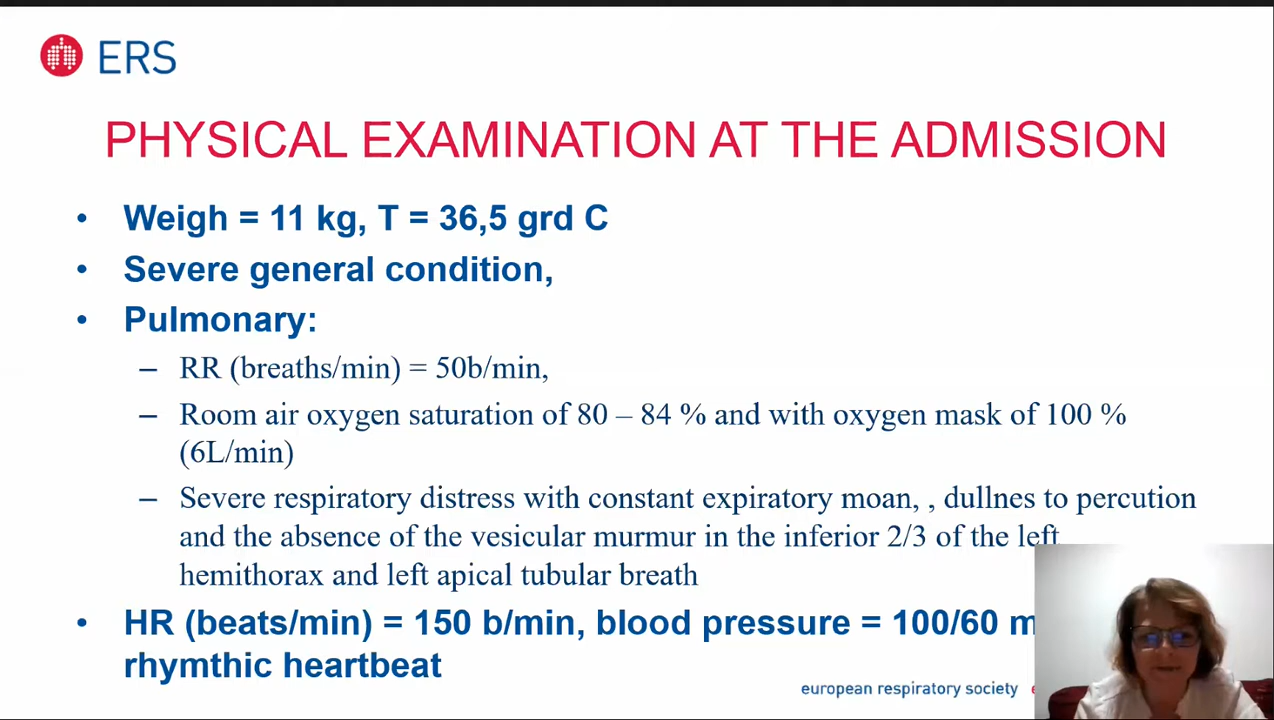 ERS
PHYSICAL EXAMINATION AT THE ADMISSION
• Weigh = 11 kg, T = 36,5 grd C
• Severe general condition,
• Pulmonary:
– RR (breaths/min) = 50b/min,
– Room air oxygen saturation of 80 – 84 % and with oxygen mask of 100 %
(6L/min)
– Severe respiratory distress with constant expiratory moan, , dullnes to percution
and the absence of the vesicular murmur in the inferior 2/3 of the left
hemithorax and left apical tubular breath
• HR (beats/min) = 150 b/min, blood pressure = 100/60
rhymthic heartbeat
european respiratory society